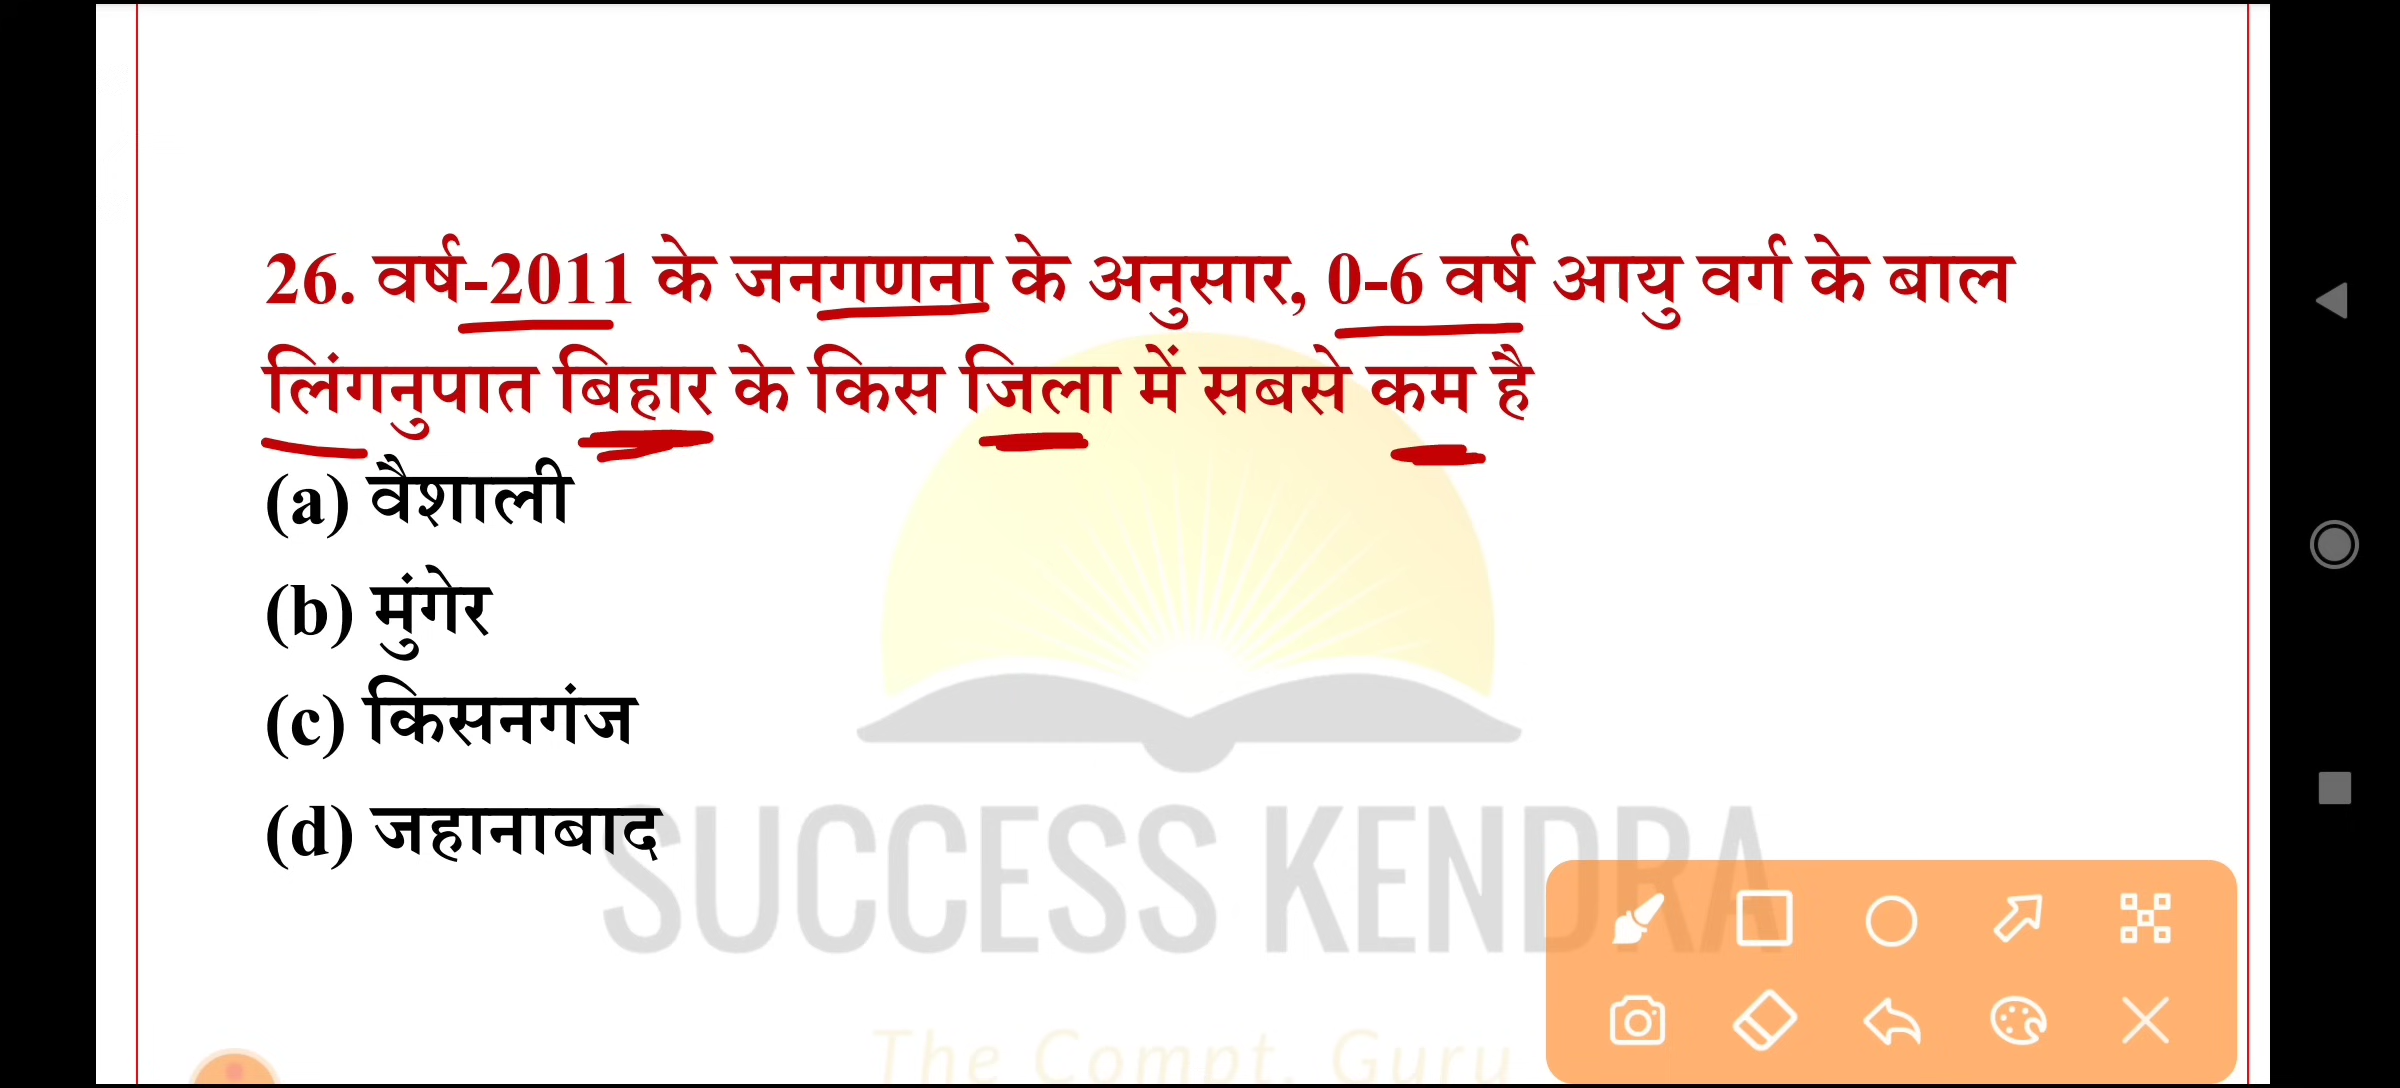 26. वर्ष-2011 के जनगणना के अनुसार, 0-6 वर्ष आयु वर्ग के बाल
लिंगनुपात बिहार के किस जिला में सबसे कम है
(a) वैशाली
(b) मुंगेर
(c) किसनगंज
(d) जहानाबाद
SUCCESS KENDRA
The Compt. Guru